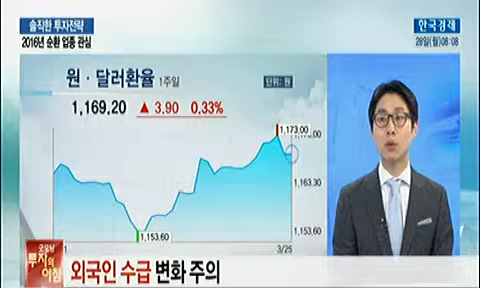 솔직한 투자전략
2016년 순환 업종 관심
한국경제
28일(월)08:08
원·달러환율 1주일
단위: 원
1,169.20 ▲ 3.90 0.33%
1,173.00
1,163.30
1,153.60
1,153.60
3/25
굿모닝
투자의
아침
외국인 수급 변화 주의